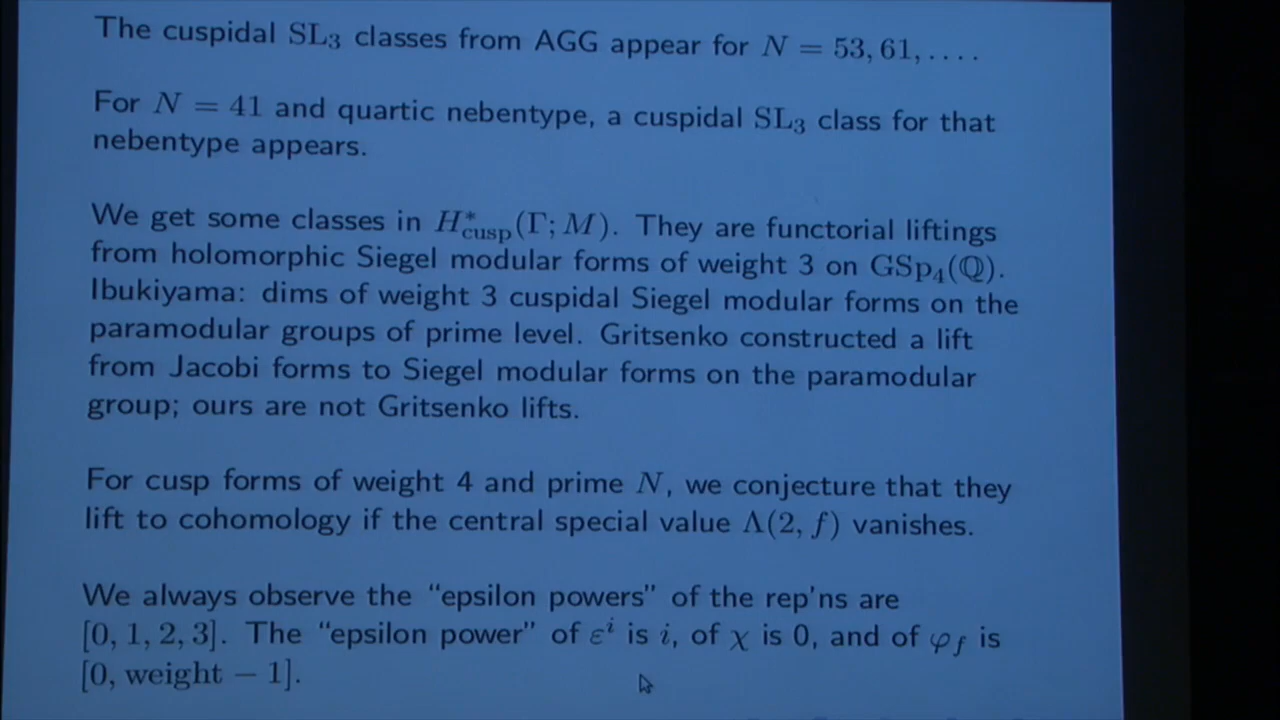 The cuspidal SL₃ classes from AGG appear for N = 53, 61, . . . .
For N = 41 and quartic nebentype, a cuspidal SL₃ class for that
nebentype appears.
We get some classes in H*cusp(Γ; M). They are functorial liftings
from holomorphic Siegel modular forms of weight 3 on GSp₄(ℚ).
Ibukiyama: dims of weight 3 cuspidal Siegel modular forms on the
paramodular groups of prime level. Gritsenko constructed a lift
from Jacobi forms to Siegel modular forms on the paramodular
group; ours are not Gritsenko lifts.
For cusp forms of weight 4 and prime N, we conjecture that they
lift to cohomology if the central special value Λ(2, f) vanishes.
We always observe the “epsilon powers” of the rep'ns are
[0, 1, 2, 3]. The “epsilon power” of εⁱ is i, of χ is 0, and of φ_f is
[0, weight − 1].